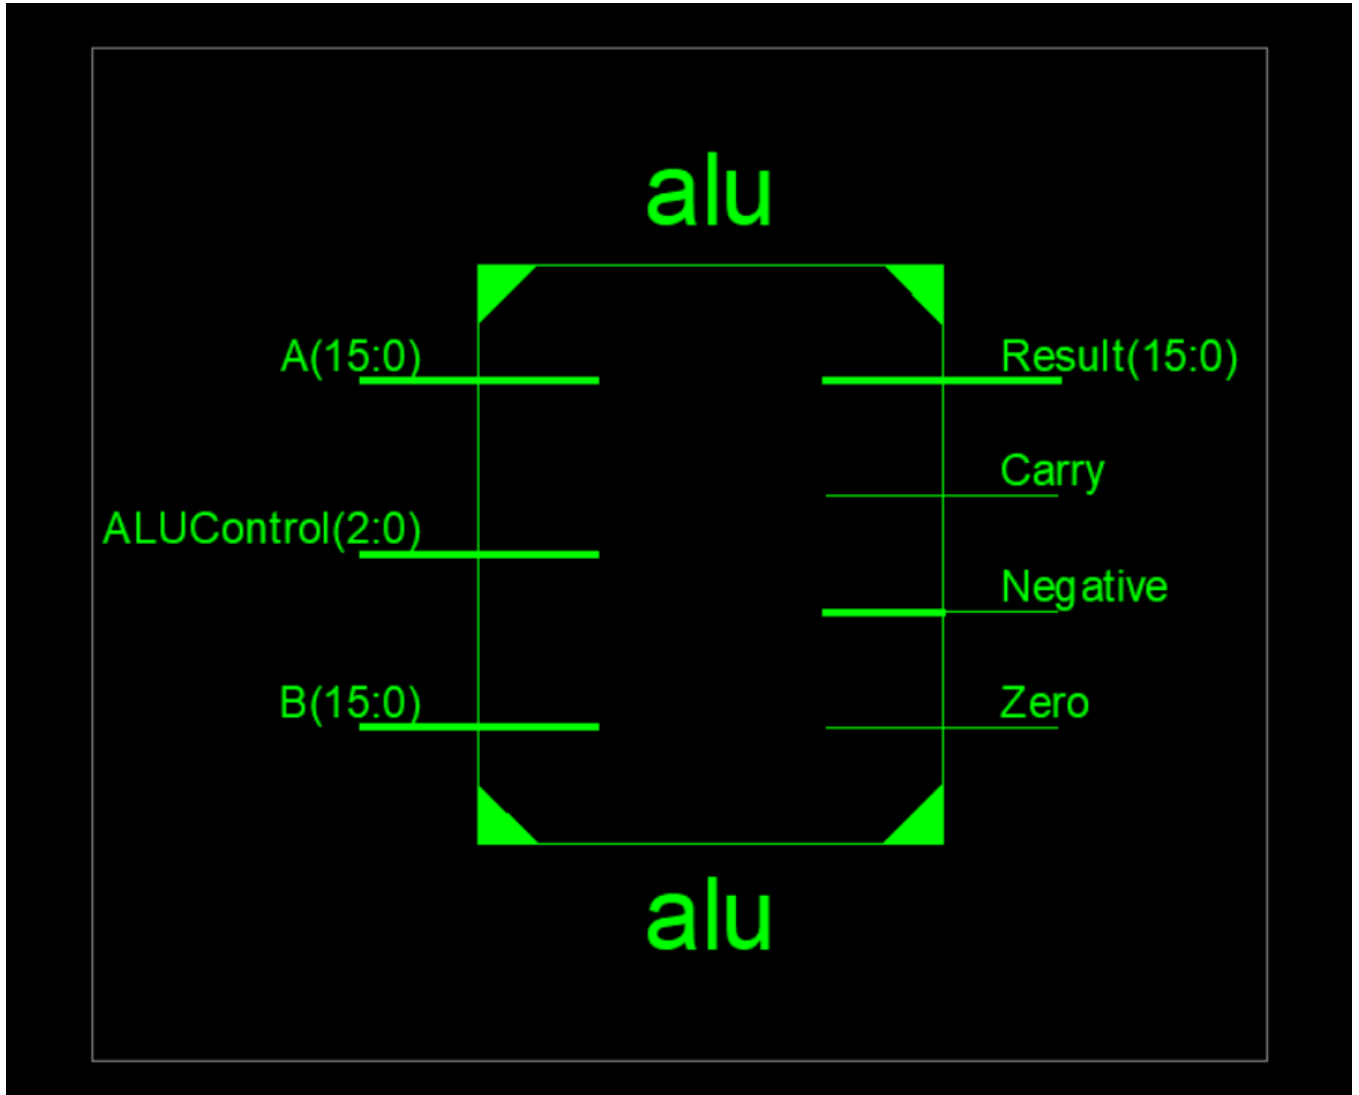 alu
A(15:0)
Result(15:0)
Carry
ALUControl(2:0)
Negative
B(15:0)
Zero
alu